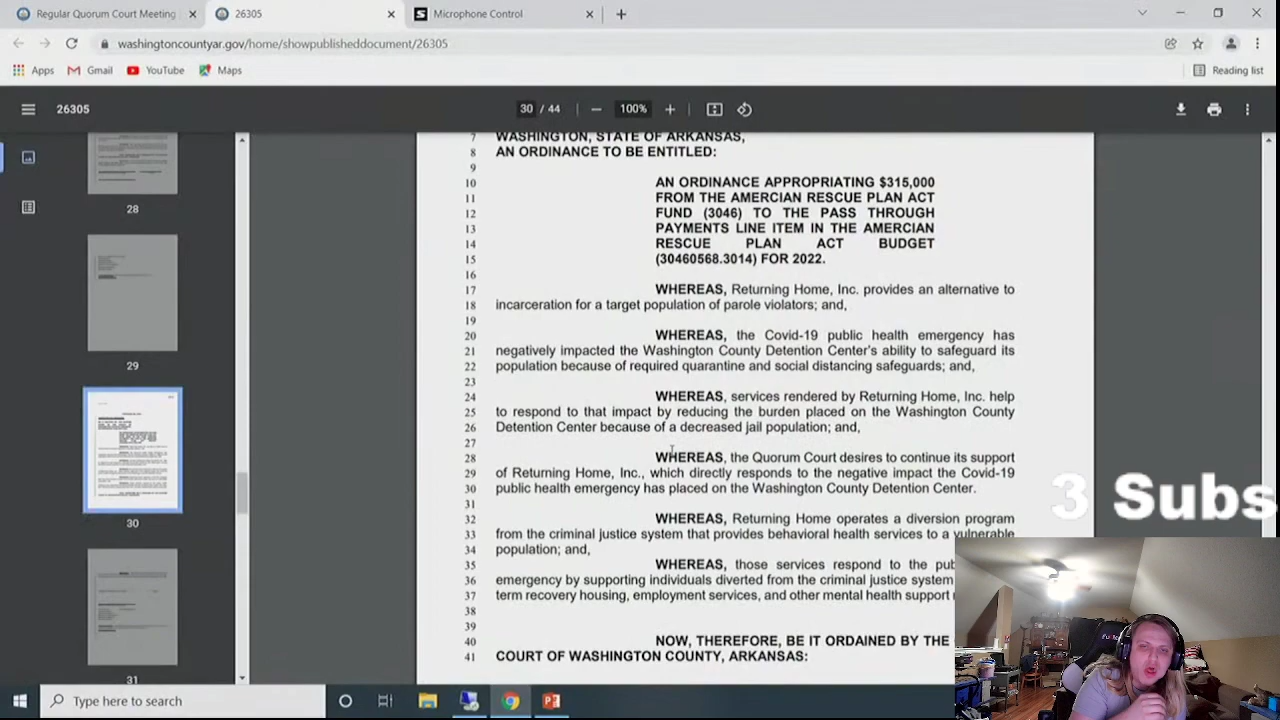 Regular Quorum Court Meeting
26305
Microphone Control
washingtoncountyar.gov/home/showpublisheddocument/26305
Apps
Gmail
YouTube
Maps
Reading list
26305
30 / 44
100%
28
29
30
31
7 WASHINGTON, STATE OF ARKANSAS,
8 AN ORDINANCE TO BE ENTITLED:
9
10 AN ORDINANCE APPROPRIATING $315,000
11 FROM THE AMERCIAN RESCUE PLAN ACT
12 FUND (3046) TO THE PASS THROUGH
13 PAYMENTS LINE ITEM IN THE AMERCIAN
14 RESCUE PLAN ACT BUDGET
15 (30460568.3014) FOR 2022.
16
17 WHEREAS, Returning Home, Inc. provides an alternative to
18 incarceration for a target population of parole violators; and,
19
20 WHEREAS, the Covid-19 public health emergency has
21 negatively impacted the Washington County Detention Center's ability to safeguard its
22 population because of required quarantine and social distancing safeguards; and,
23
24 WHEREAS, services rendered by Returning Home, Inc. help
25 to respond to that impact by reducing the burden placed on the Washington County
26 Detention Center because of a decreased jail population; and,
27
28 WHEREAS, the Quorum Court desires to continue its support
29 of Returning Home, Inc., which directly responds to the negative impact the Covid-19
30 public health emergency has placed on the Washington County Detention Center.
31
32 WHEREAS, Returning Home operates a diversion program
33 from the criminal justice system that provides behavioral health services to a vulnerable
34 population; and,
35 WHEREAS, those services respond to the pub
36 emergency by supporting individuals diverted from the criminal justice system
37 term recovery housing, employment services, and other mental health support
38
39
40 NOW, THEREFORE, BE IT ORDAINED BY THE
41 COURT OF WASHINGTON COUNTY, ARKANSAS:
3 Subs
Type here to search